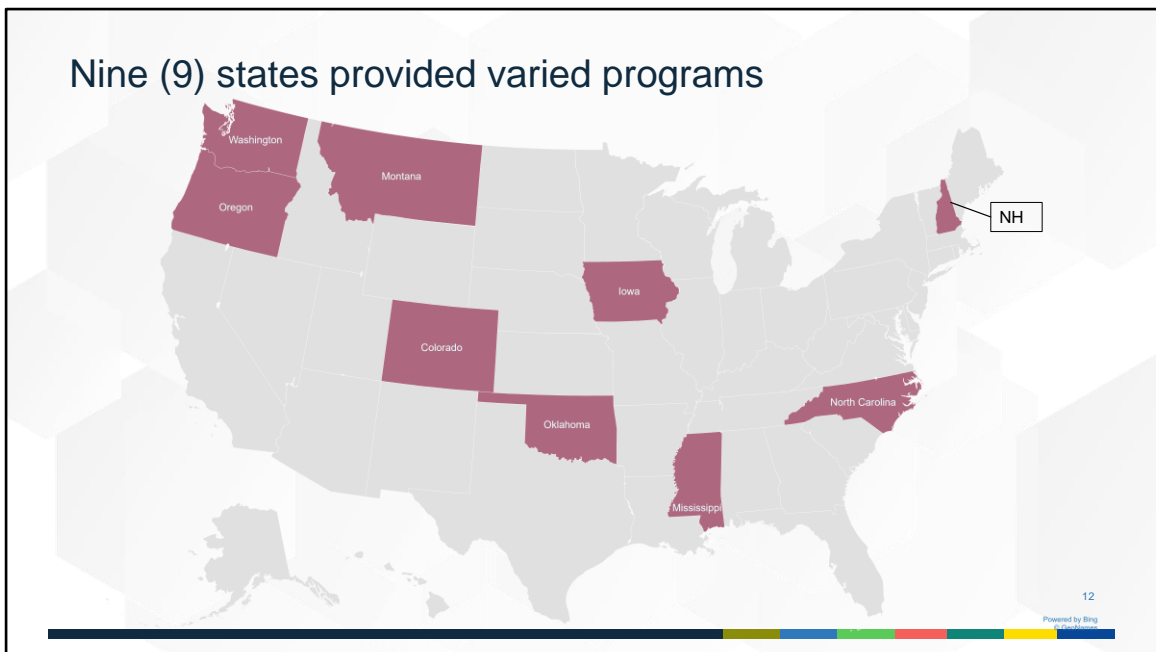 Nine (9) states provided varied programs
Washington
Montana
Oregon
NH
Iowa
Colorado
North Carolina
Oklahoma
Mississippi
12
Powered by Bing
© GeoNames